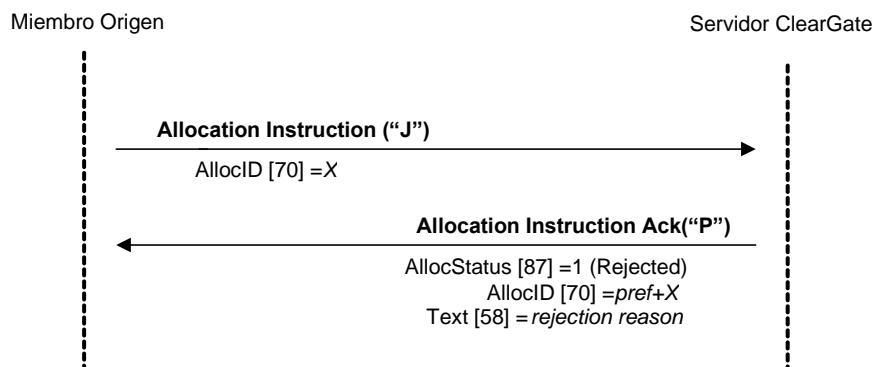 Miembro Origen
Servidor ClearGate
Allocation Instruction (“J”)
AllocID [70] =X
Allocation Instruction Ack(“P”)
AllocStatus [87] =1 (Rejected)
AllocID [70] =pref+X
Text [58] = rejection reason